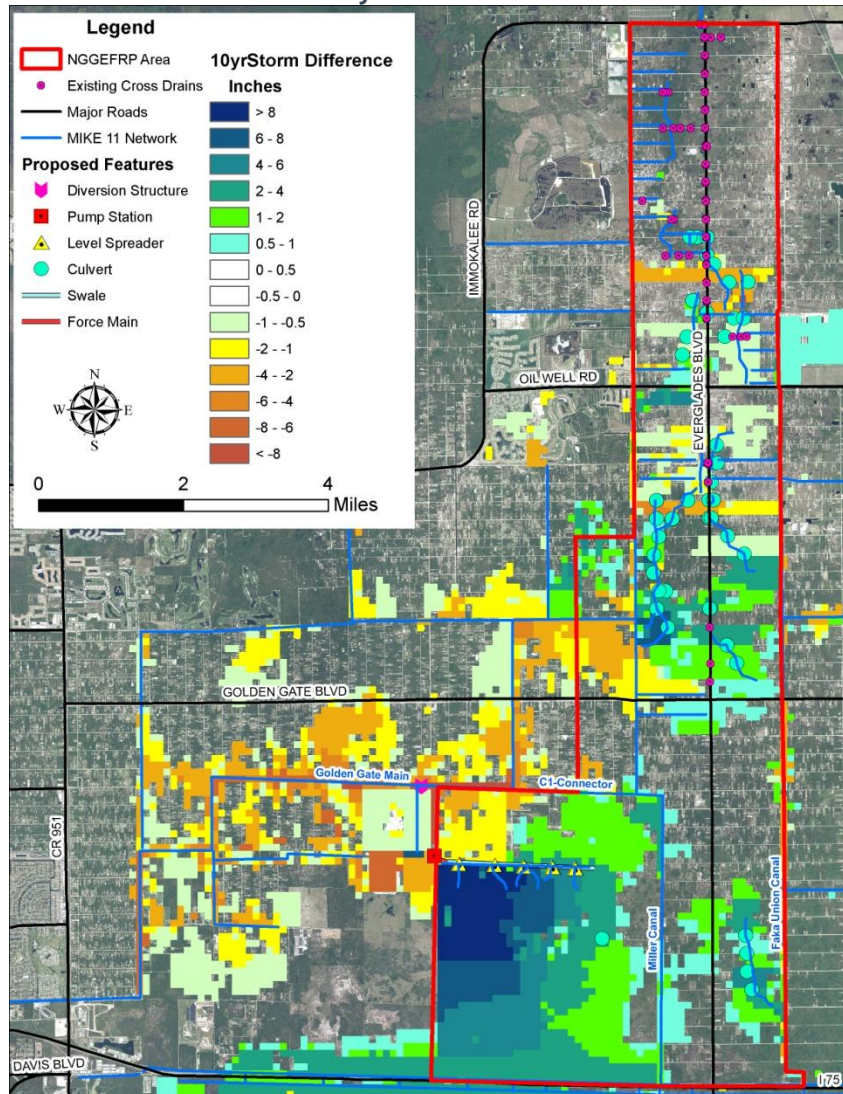 Legend
NGGEFRP Area
Existing Cross Drains
Major Roads
MIKE 11 Network
Proposed Features
Diversion Structure
Pump Station
Level Spreader
Culvert
Swale
Force Main
10yrStorm Difference
Inches
> 8
6 - 8
4 - 6
2 - 4
1 - 2
0.5 - 1
0 - 0.5
-0.5 - 0
-1 - -0.5
-2 - -1
-4 - -2
-6 - -4
-8 - -6
< -8
N
W
E
S
0 2 4
Miles
IMMOKALEE RD
OIL WELL RD
EVERGLADES BLVD
GOLDEN GATE BLVD
Golden Gate Main
C1-Connector
CR 951
Miller Canal
Faka Union Canal
DAVIS BLVD
I 75